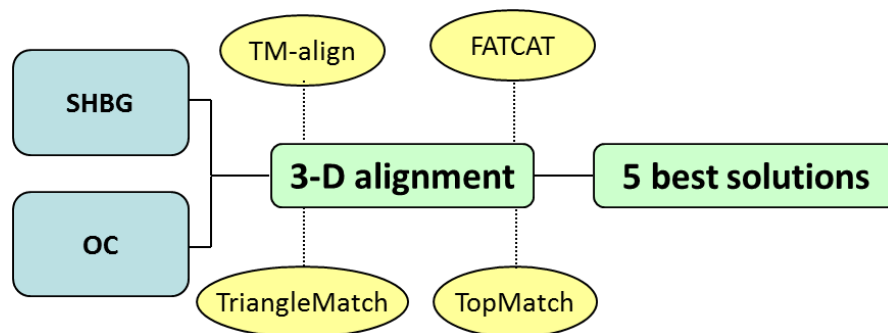 TM-align
FATCAT
SHBG
3-D alignment
5 best solutions
OC
TriangleMatch
TopMatch